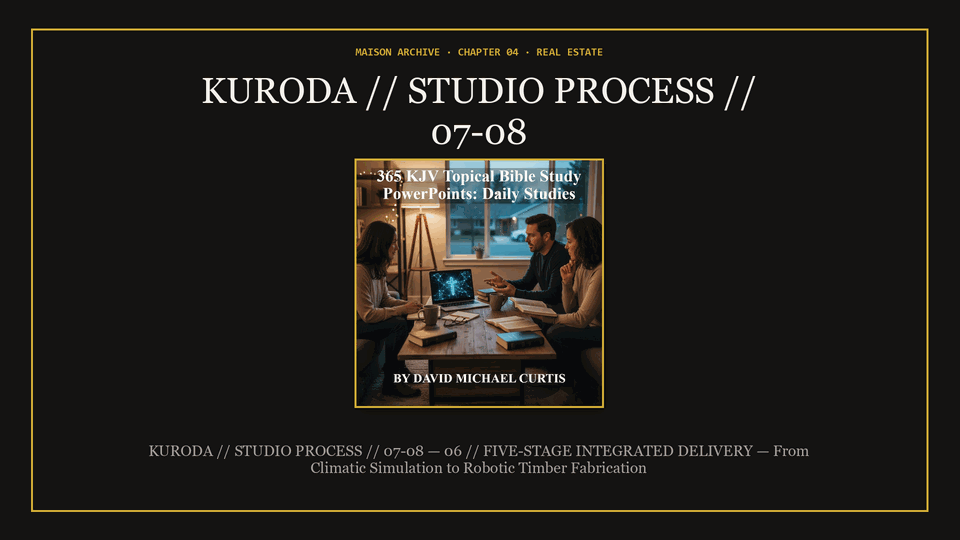 MAISON ARCHIVE · CHAPTER 04 · REAL ESTATE
KURODA // STUDIO PROCESS //
07-08
365 KJV Topical Bible Study
PowerPoints: Daily Studies
BY DAVID MICHAEL CURTIS
KURODA // STUDIO PROCESS // 07-08 — 06 // FIVE-STAGE INTEGRATED DELIVERY — From
Climatic Simulation to Robotic Timber Fabrication